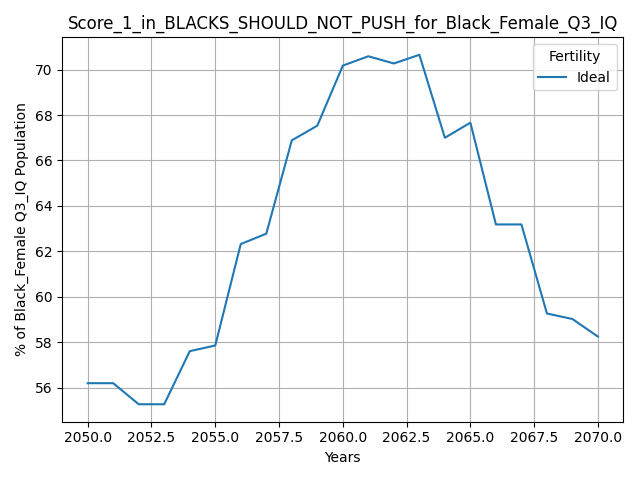 Score_1_in_BLACKS_SHOULD_NOT_PUSH_for_Black_Female_Q3_IQ
Fertility
Ideal
% of Black_Female Q3_IQ Population
70
68
66
64
62
60
58
56
2050.0 2052.5 2055.0 2057.5 2060.0 2062.5 2065.0 2067.5 2070.0
Years